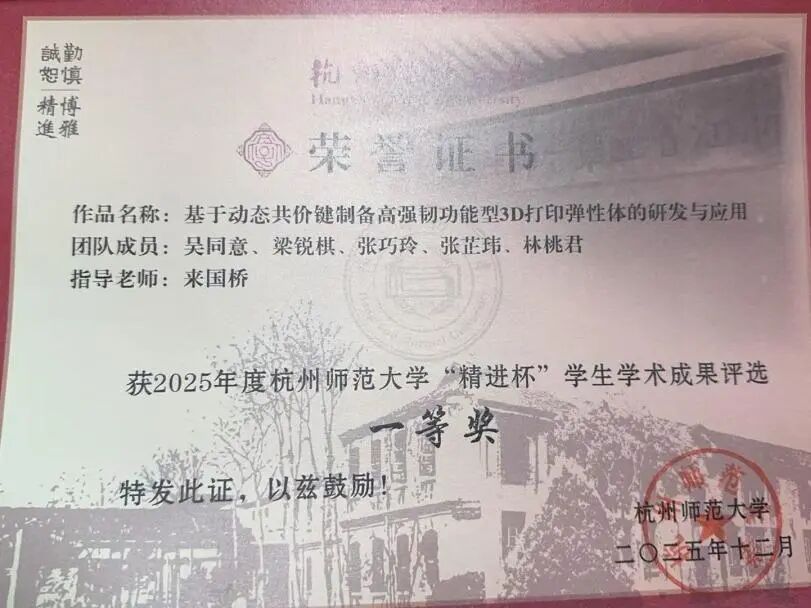 勤慎
誠恕
博雅
精進
杭
荣誉证书
作品名称：基于动态共价键制备高强韧功能型3D打印弹性体的研发与应用
团队成员：吴同意、梁锐棋、张巧玲、张芷玮、林桃君
指导老师：来国桥
获2025年度杭州师范大学“精进杯”学生学术成果评选
一等奖
特发此证，以兹鼓励！
杭州师范大学
二〇二五年十二月